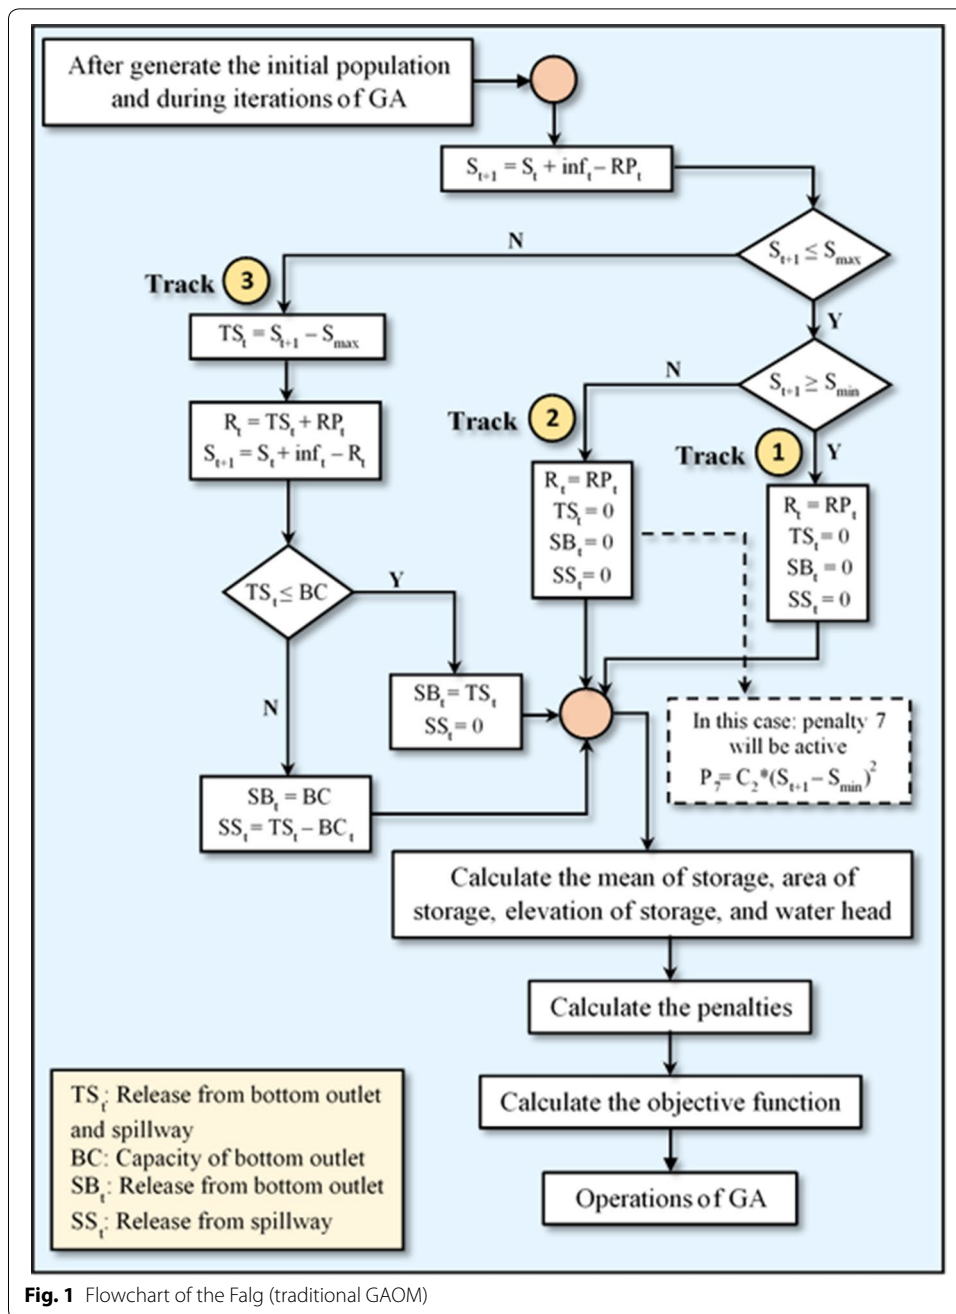 After generate the initial population
and during iterations of GA
Sₜ₊₁ = Sₜ + infₜ – RPₜ
Sₜ₊₁ ≤ Sₘₐₓ
N
Y
Track 3
TSₜ = Sₜ₊₁ – Sₘₐₓ
Rₜ = TSₜ + RPₜ
Sₜ₊₁ = Sₜ + infₜ – Rₜ
TSₜ ≤ BC
Y
N
SBₜ = TSₜ
SSₜ = 0
SBₜ = BC
SSₜ = TSₜ – BCₜ
Sₜ₊₁ ≥ Sₘᵢₙ
N
Y
Track 2
Rₜ = RPₜ
TSₜ = 0
SBₜ = 0
SSₜ = 0
Track 1
Rₜ = RPₜ
TSₜ = 0
SBₜ = 0
SSₜ = 0
In this case: penalty 7
will be active
P₇= C₂*(Sₜ₊₁ – Sₘᵢₙ)²
Calculate the mean of storage, area of
storage, elevation of storage, and water head
Calculate the penalties
Calculate the objective function
Operations of GA
TSₜ: Release from bottom outlet
and spillway
BC: Capacity of bottom outlet
SBₜ: Release from bottom outlet
SSₜ: Release from spillway
Fig. 1 Flowchart of the Falg (traditional GAOM)